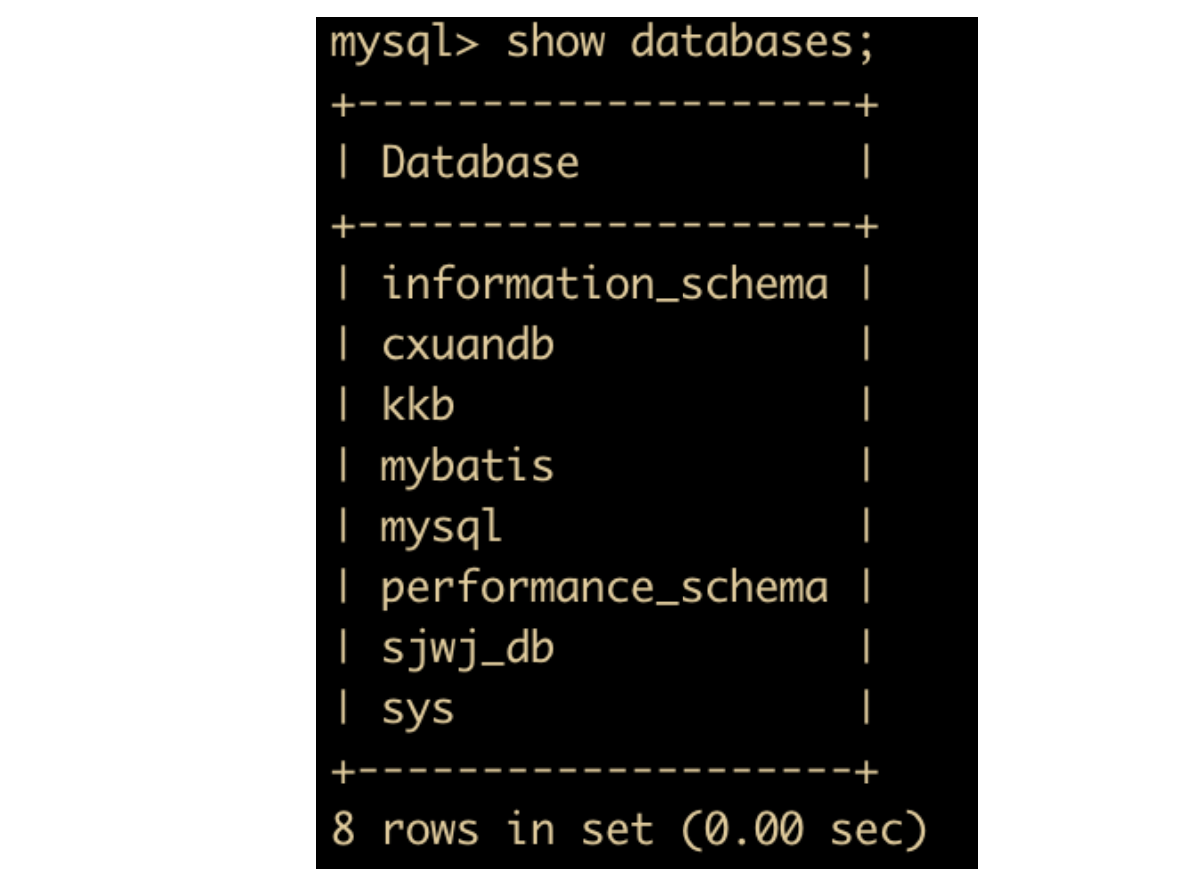 mysql> show databases;
+--------------------+
| Database           |
+--------------------+
| information_schema |
| cxuandb            |
| kkb                |
| mybatis            |
| mysql              |
| performance_schema |
| sjwj_db            |
| sys                |
+--------------------+
8 rows in set (0.00 sec)